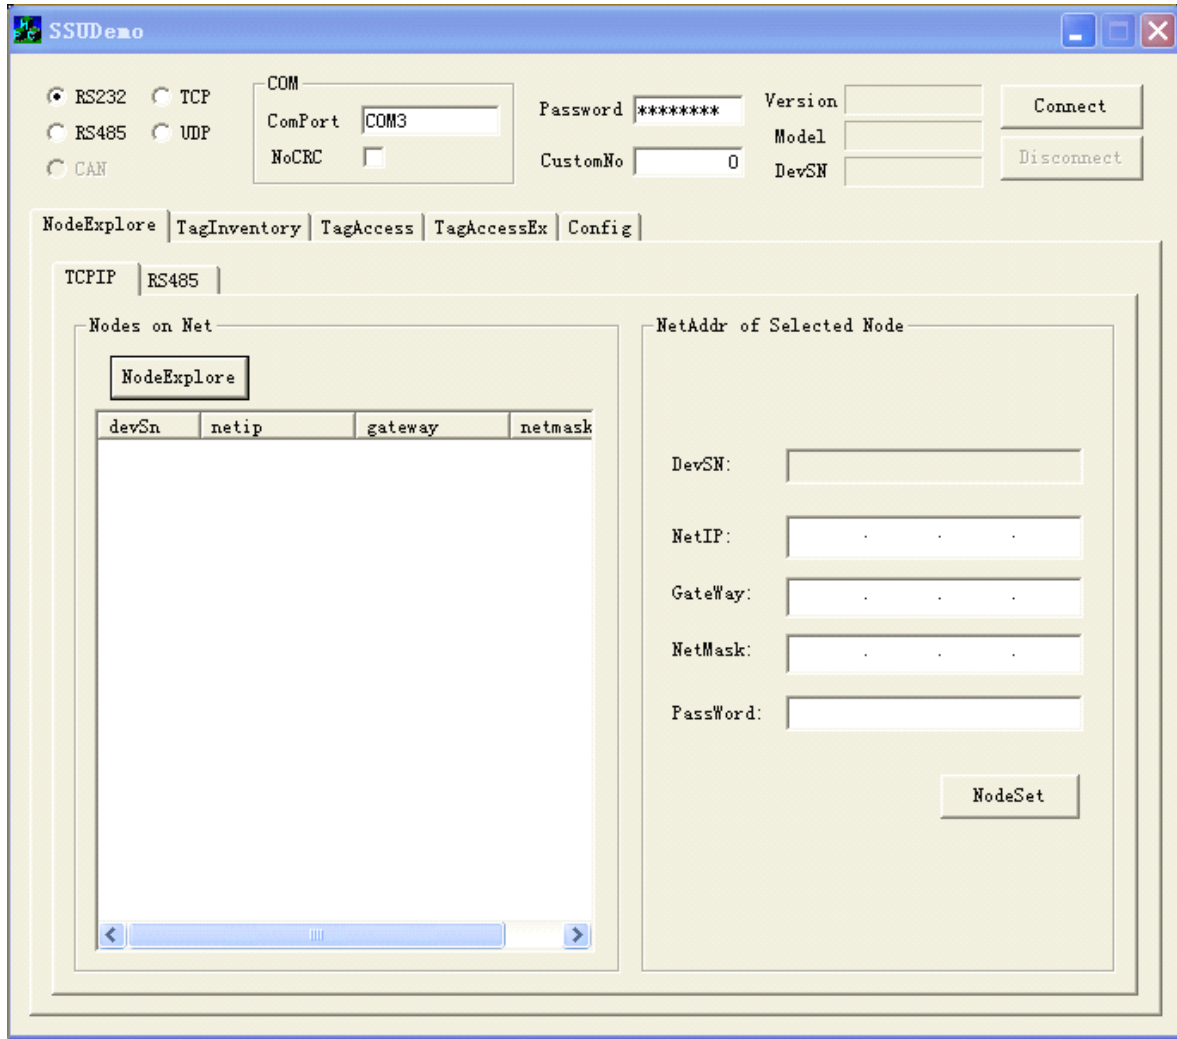 SSUDemo
RS232 TCP
RS485 UDP
CAN
COM
ComPort COM3
NoCRC
Password ********
CustomNo 0
Version
Model
DevSN
Connect
Disconnect
NodeExplore TagInventory TagAccess TagAccessEx Config
TCPIP RS485
Nodes on Net
NodeExplore
devSn netip gateway netmask
NetAddr of Selected Node
DevSN:
NetIP: . . .
GateWay: . . .
NetMask: . . .
PassWord:
NodeSet